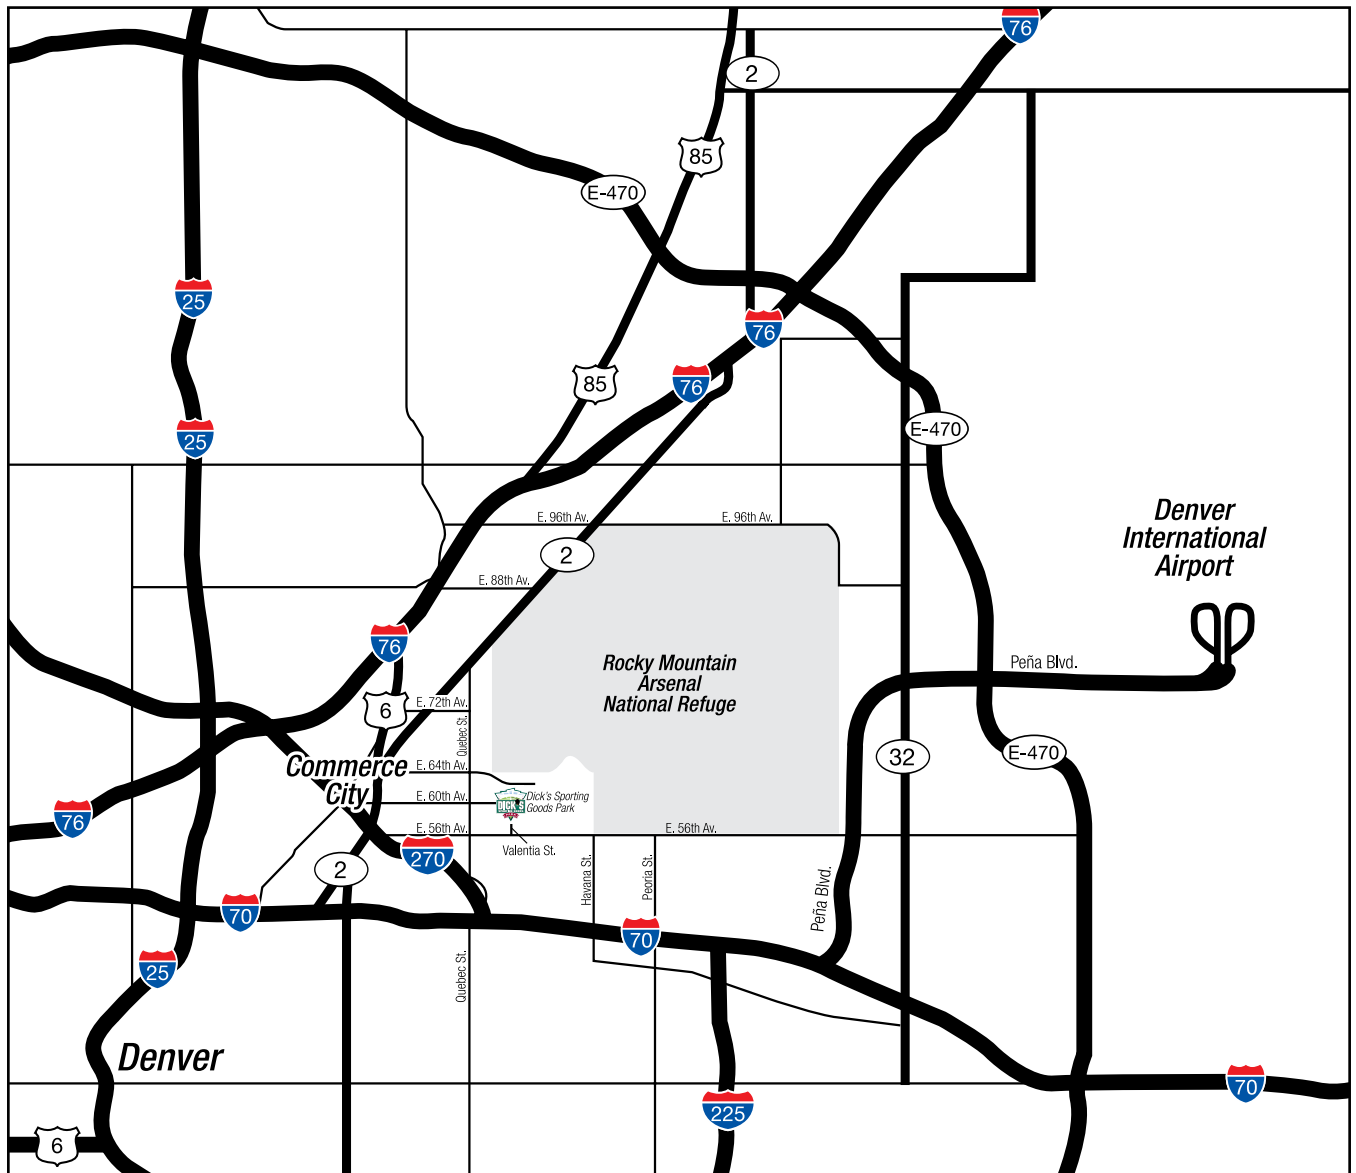 76
2
85
E-470
25
76
85
76
25
E-470
E. 96th Av.
E. 96th Av.
Denver
International
Airport
2
E. 88th Av.
76
Rocky Mountain
Arsenal
National Refuge
Peña Blvd.
6
E. 72th Av.
Quebec St.
32
E-470
Commerce
City
E. 64th Av.
E. 60th Av.
DICK'S
Dick's Sporting
Goods Park
76
E. 56th Av.
E. 56th Av.
Valentia St.
270
2
Havana St.
Peoria St.
Peña Blvd.
70
70
25
Quebec St.
Denver
70
225
6